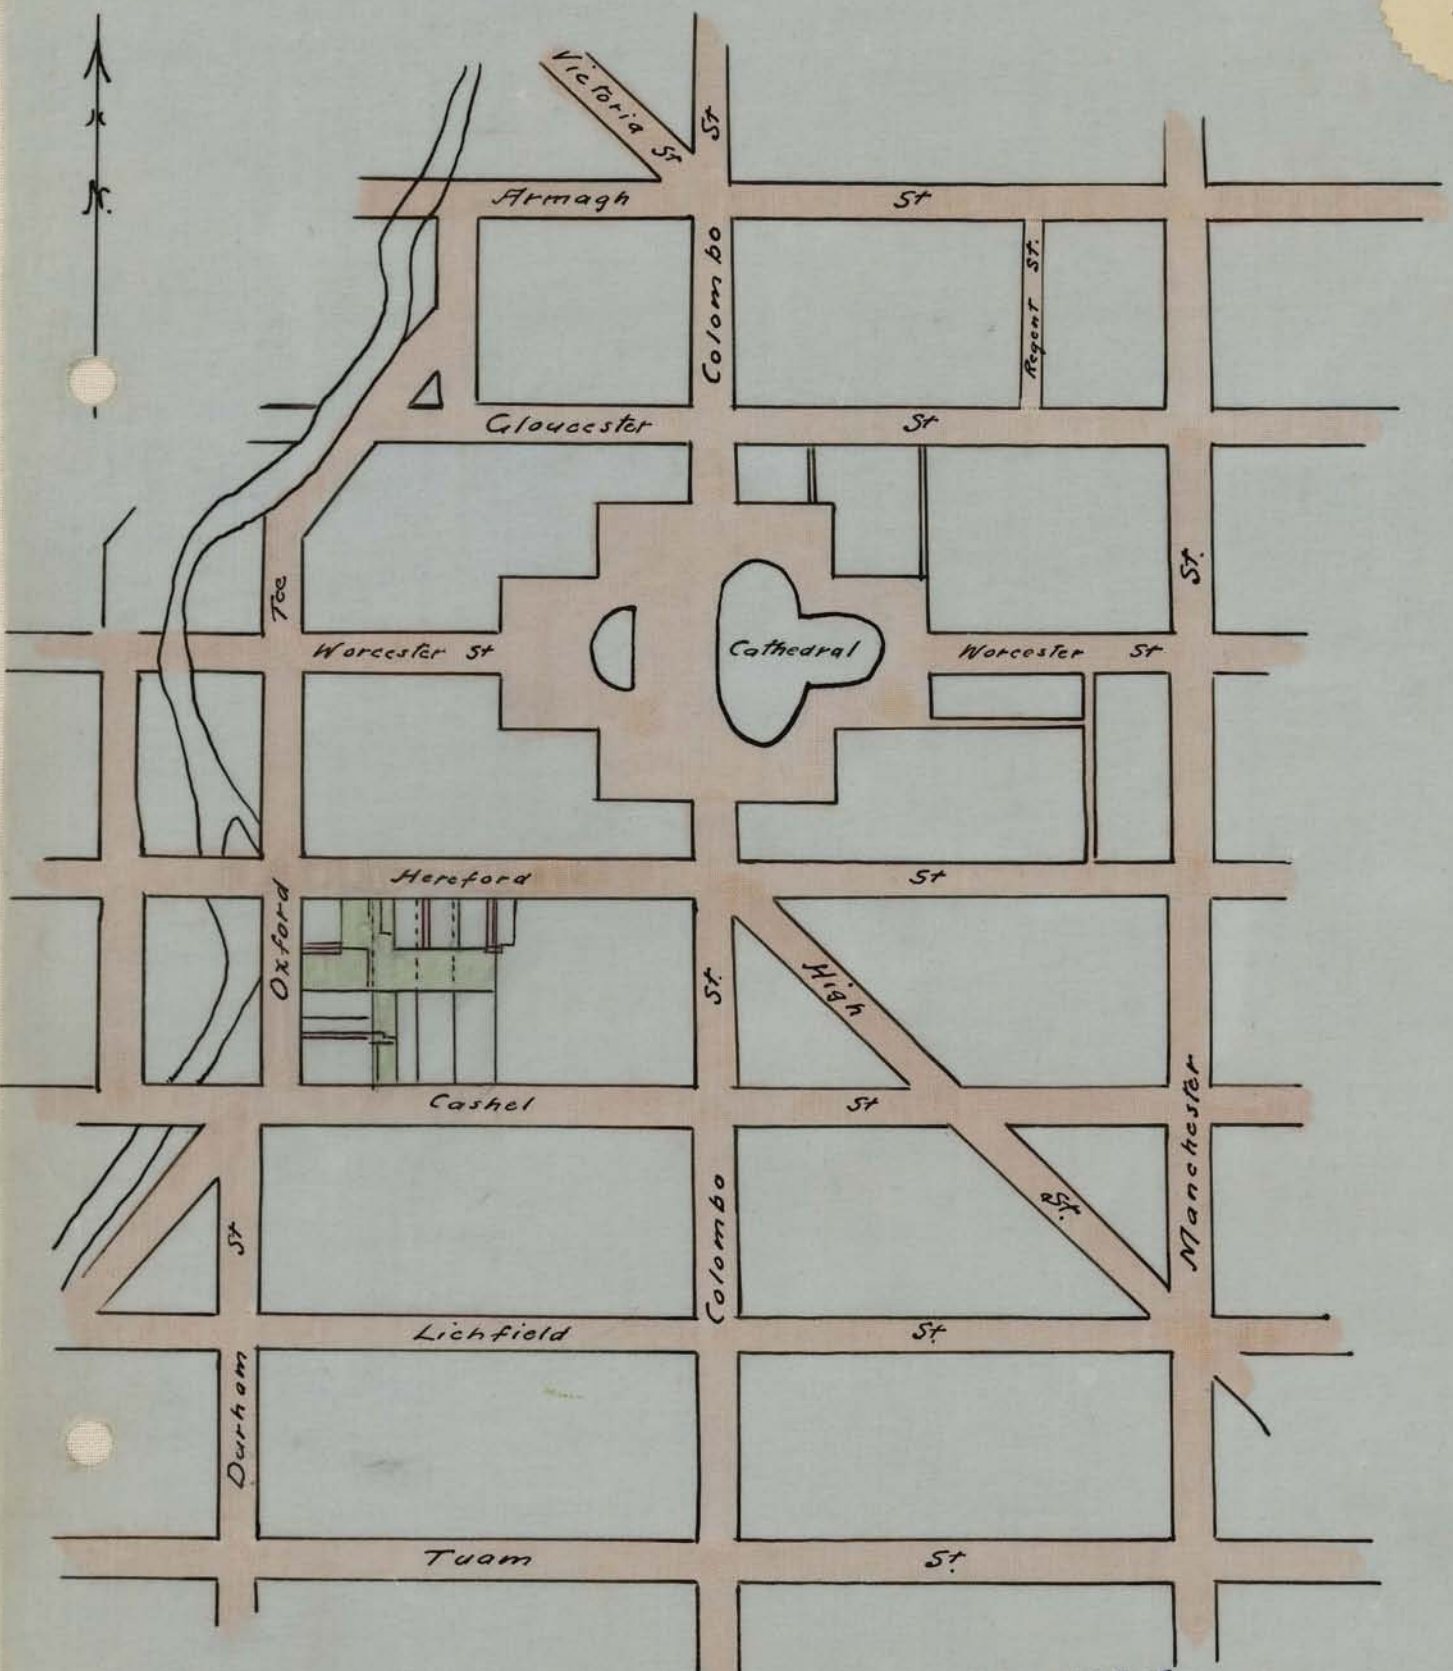 N.
Victoria St
St
Armagh St
Colombo
Regent St.
Gloucester St
Tce
St.
Worcester St
Cathedral
Worcester St
Hereford St
Oxford
St.
High
Cashel St
Manchester
St.
St
Colombo
Lichfield St.
Durham
Tuam St.